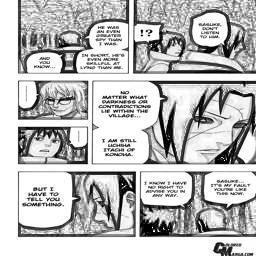 SASUKE,
DON'T
LISTEN
TO HIM.
!?
HE WAS
AN EVEN
GREATER
SPY THAN
I WAS.
IN SHORT, HE'S
EVEN MORE
SKILLFUL AT
LYING THAN ME.
AND
YOU
KNOW...
NO
MATTER WHAT
DARKNESS OR
CONTRADICTIONS
LIE WITHIN THE
VILLAGE...
I AM STILL
UCHIHA
ITACHI OF
KONOHA.
SASUKE...
IT'S MY FAULT
YOU'RE LIKE
THIS NOW.
I KNOW I HAVE
NO RIGHT TO
ADVISE YOU IN
ANY WAY.
BUT I
HAVE TO
TELL YOU
SOMETHING.
COLORED
MANGA.COM